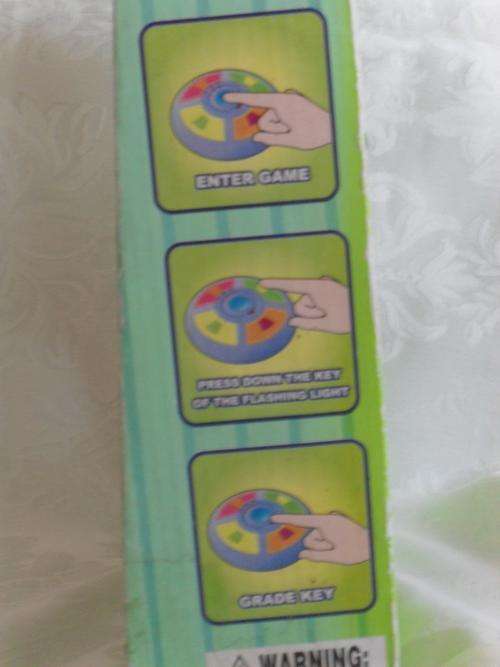 ENTER GAME
PRESS DOWN THE KEY
OF THE FLASHING LIGHT
GRADE KEY
⚠ WARNING: